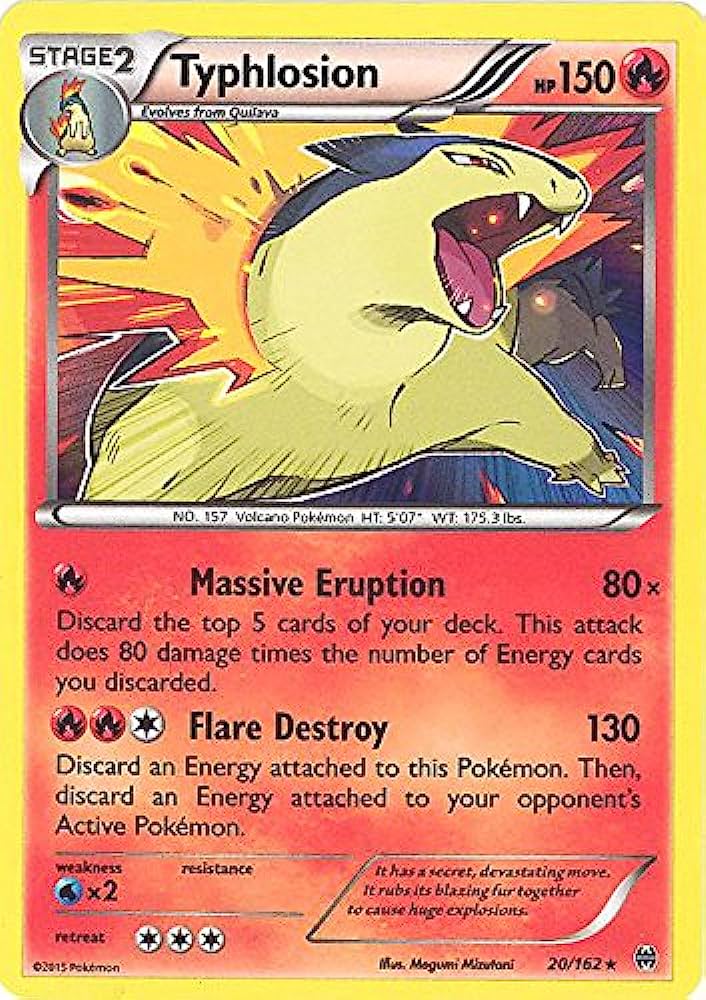 STAGE2
Typhlosion
HP150
Evolves from Quilava
NO. 157 Volcano Pokémon HT: 5'07" WT: 175.3 lbs.
Massive Eruption 80×
Discard the top 5 cards of your deck. This attack
does 80 damage times the number of Energy cards
you discarded.
Flare Destroy 130
Discard an Energy attached to this Pokémon. Then,
discard an Energy attached to your opponent's
Active Pokémon.
weakness resistance
×2
retreat
It has a secret, devastating move.
It rubs its blazing fur together
to cause huge explosions.
©2015 Pokémon
Illus. Megumi Mizutani
20/162 ★